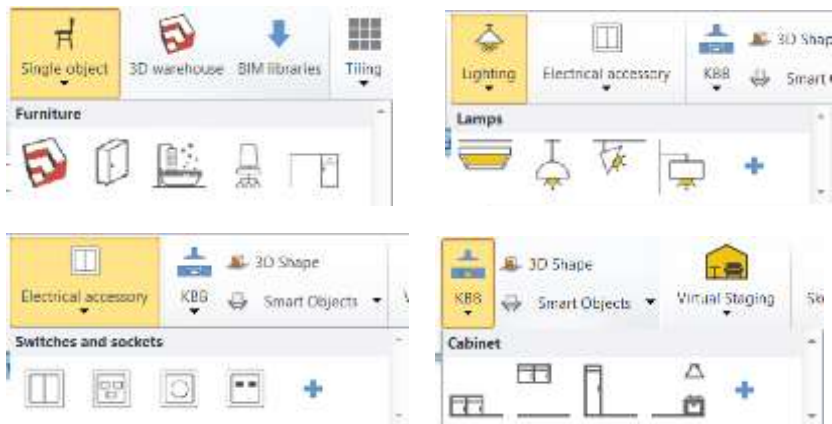 Single object 3D warehouse BIM libraries Tiling
Furniture
Lighting Electrical accessory KBB 3D Shap
Smart
Lamps
Electrical accessory KBB 3D Shape
Smart Objects
Switches and sockets
KBB 3D Shape Virtual Staging
Smart Objects
Cabinet